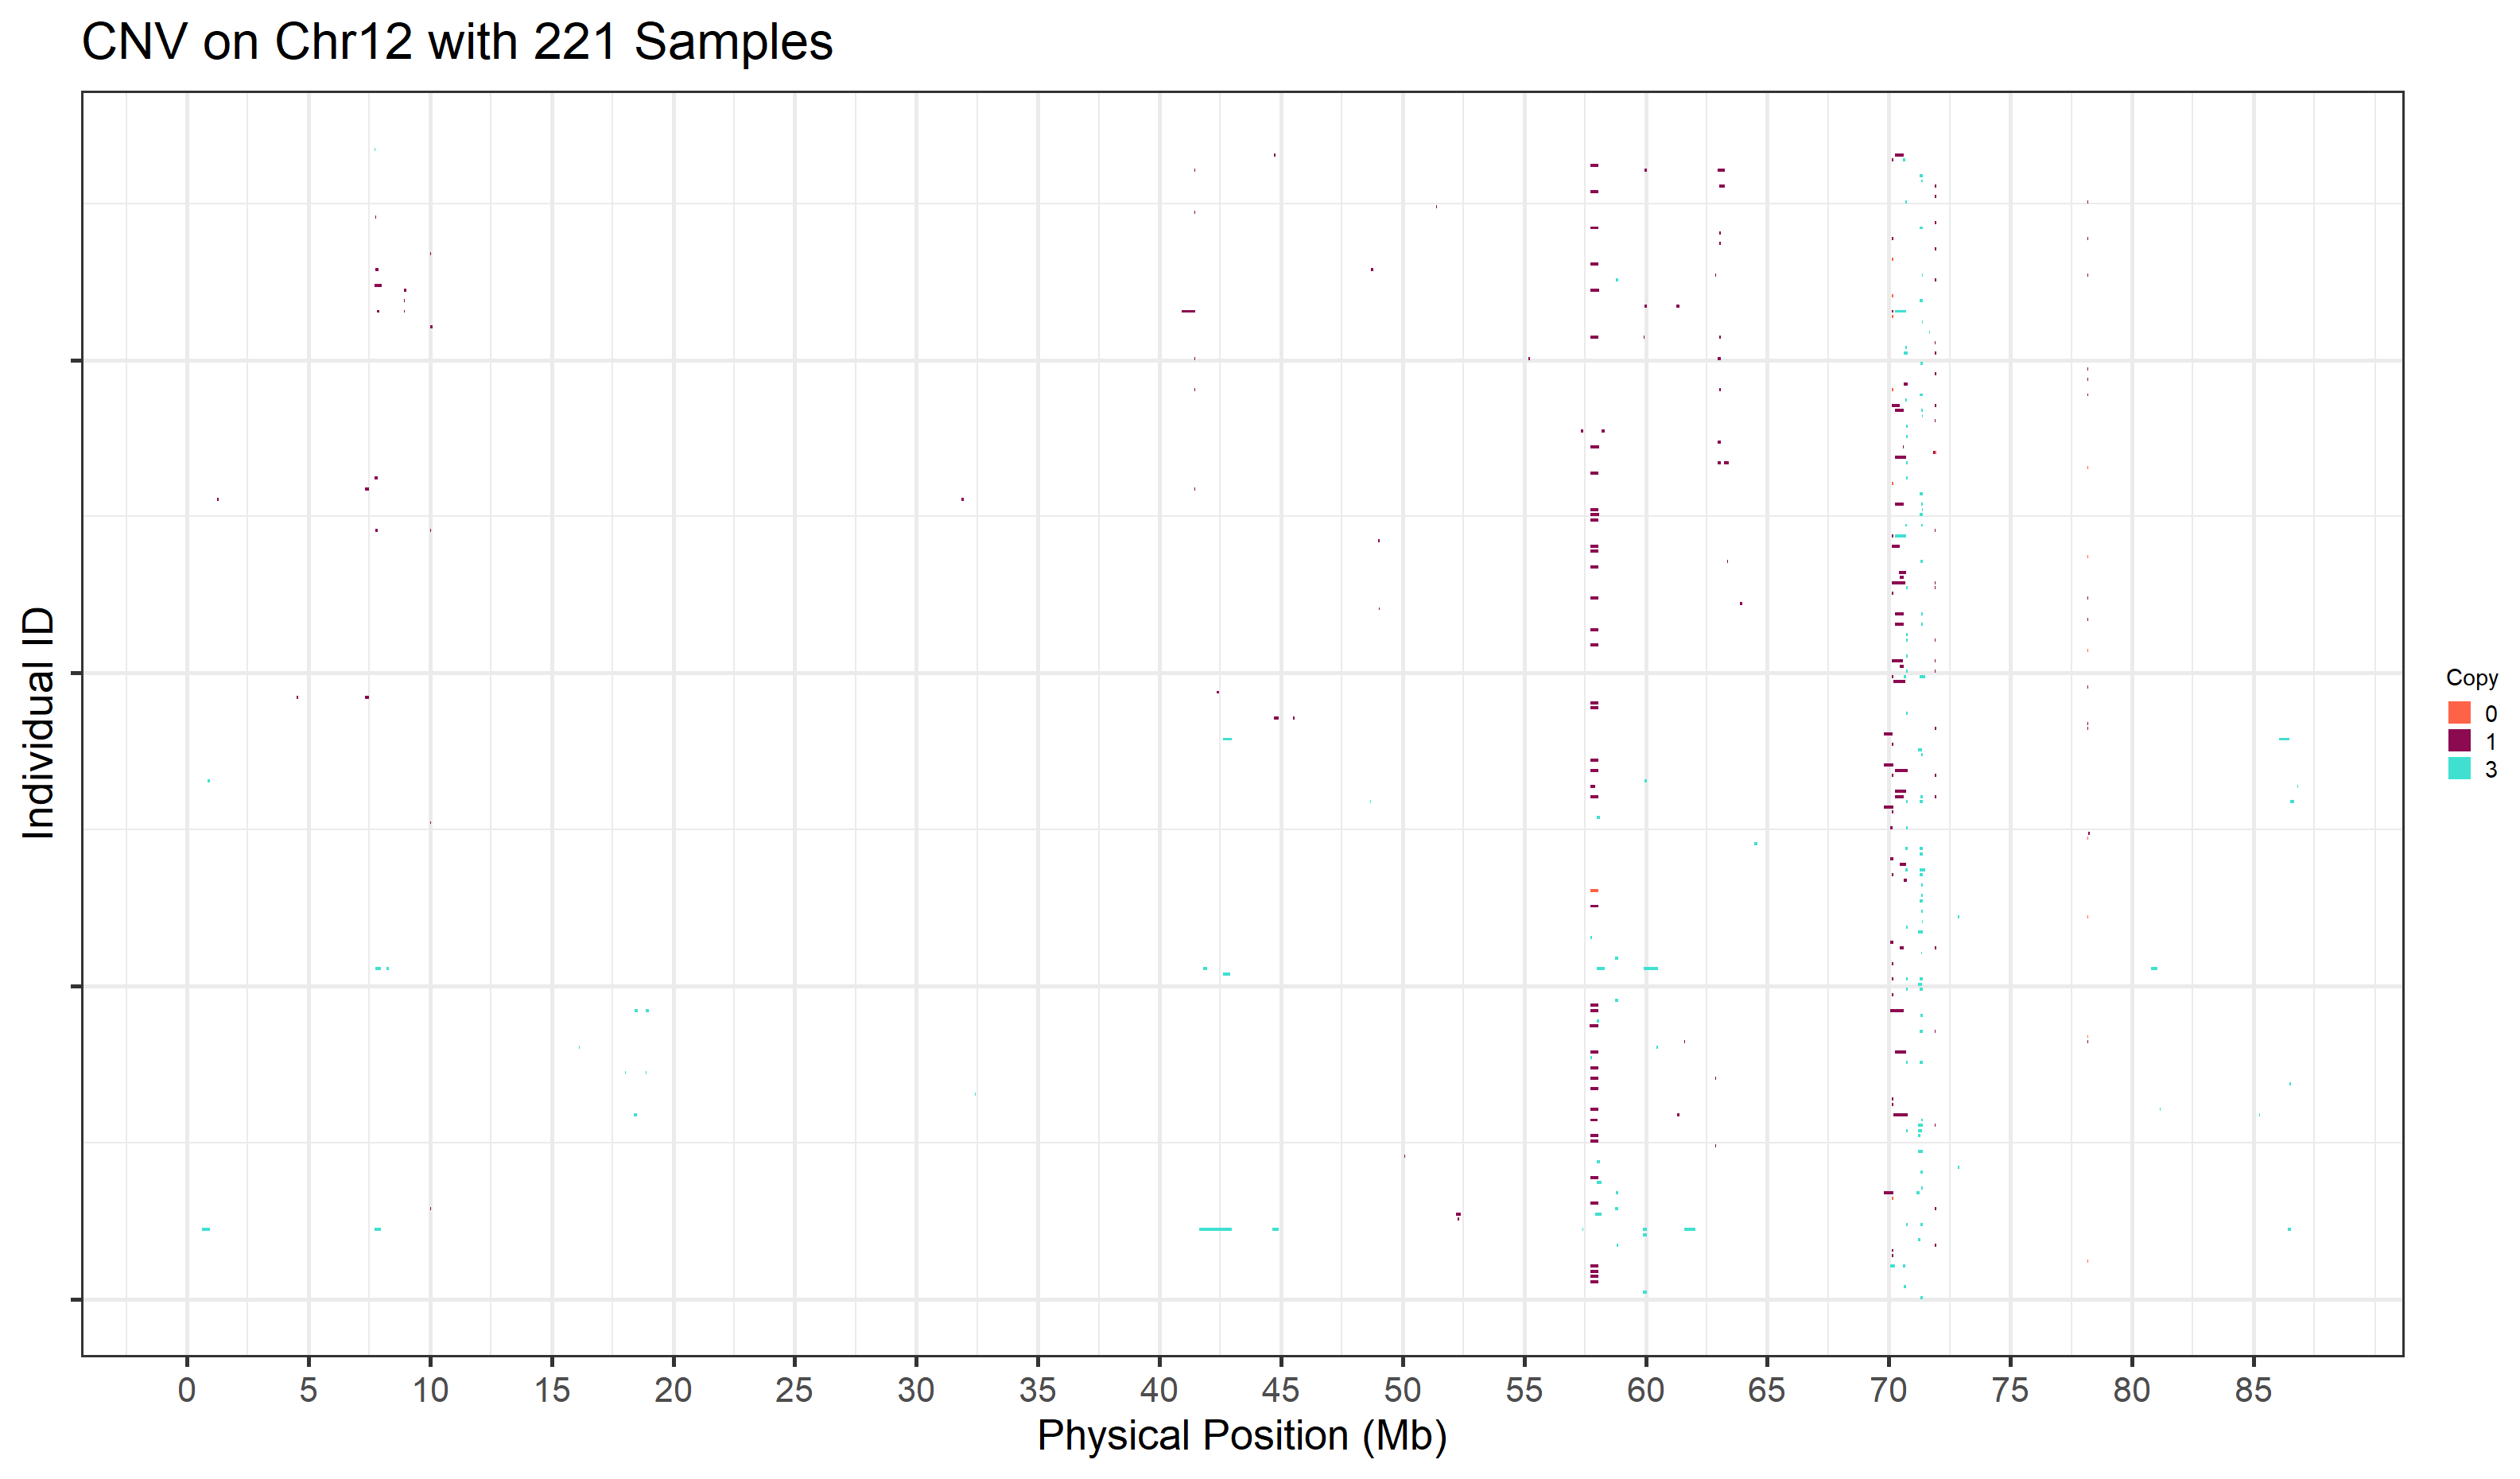 CNV on Chr12 with 221 Samples
Individual ID
Copy
0
1
3
0 5 10 15 20 25 30 35 40 45 50 55 60 65 70 75 80 85
Physical Position (Mb)